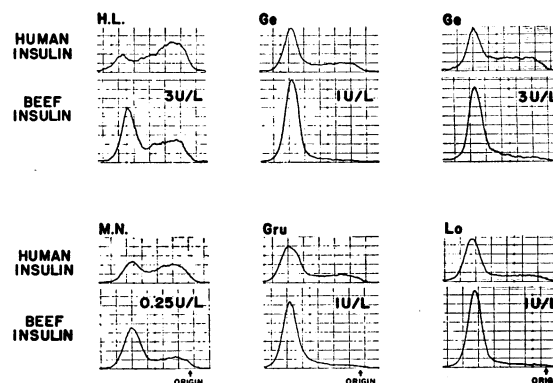 H.L. Ge Ge
HUMAN
INSULIN
BEEF
INSULIN
3U/L 1U/L 3U/L
M.N. Gru Lo
HUMAN
INSULIN
BEEF
INSULIN
0.25U/L 1U/L 1U/L
ORIGIN ORIGIN ORIGIN